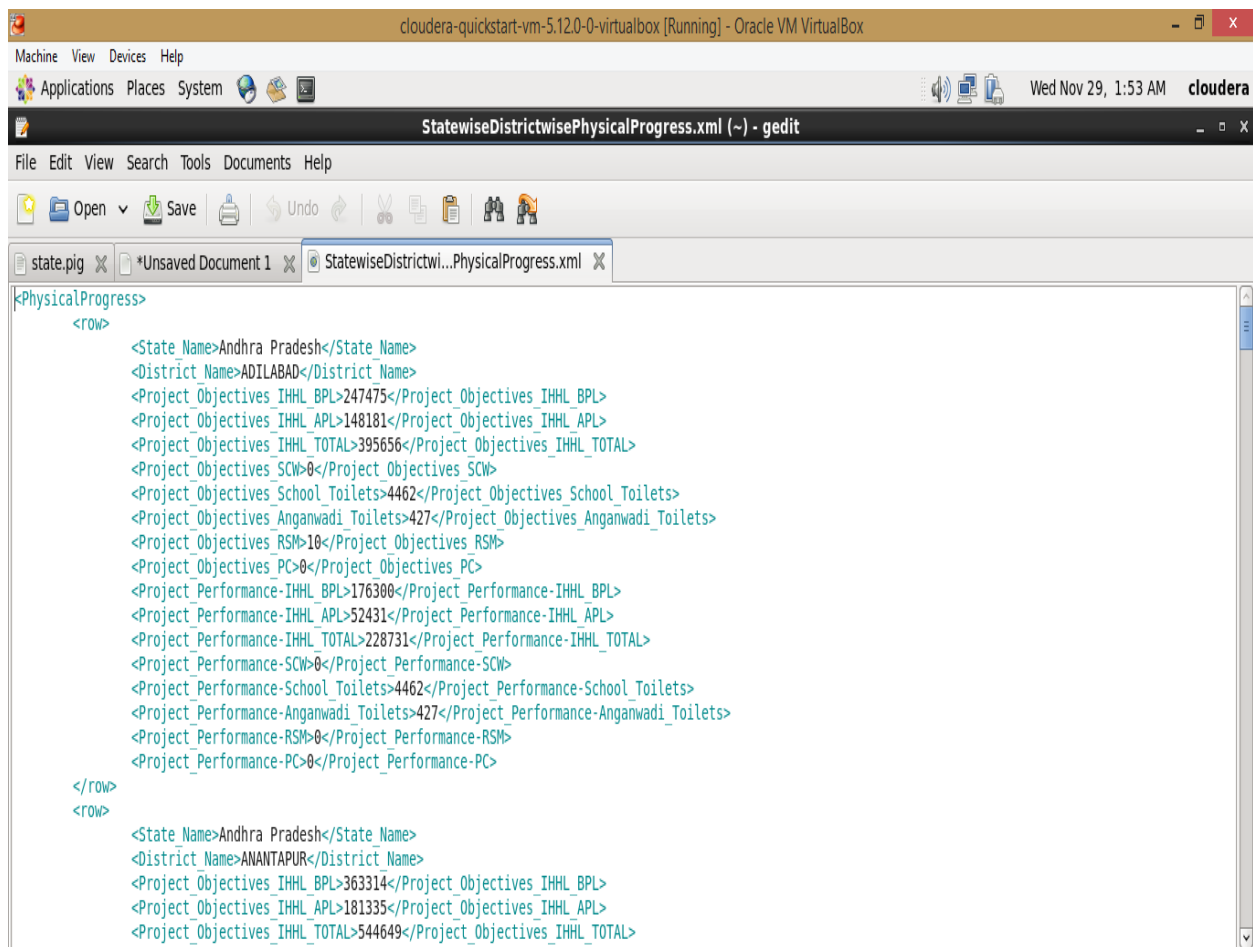 cloudera-quickstart-vm-5.12.0-0-virtualbox [Running] - Oracle VM VirtualBox
Machine View Devices Help
Applications Places System Wed Nov 29, 1:53 AM cloudera
StatewiseDistrictwisePhysicalProgress.xml (~) - gedit
File Edit View Search Tools Documents Help
Open Save Undo
state.pig *Unsaved Document 1 StatewiseDistrictwi...PhysicalProgress.xml
<PhysicalProgress>
<row>
<State_Name>Andhra Pradesh</State_Name>
<District_Name>ADILABAD</District_Name>
<Project_Objectives_IHHL_BPL>247475</Project_Objectives_IHHL_BPL>
<Project_Objectives_IHHL_APL>148181</Project_Objectives_IHHL_APL>
<Project_Objectives_IHHL_TOTAL>395656</Project_Objectives_IHHL_TOTAL>
<Project_Objectives_SCW>0</Project_Objectives_SCW>
<Project_Objectives_School_Toilets>4462</Project_Objectives_School_Toilets>
<Project_Objectives_Anganwadi_Toilets>427</Project_Objectives_Anganwadi_Toilets>
<Project_Objectives_RSM>10</Project_Objectives_RSM>
<Project_Objectives_PC>0</Project_Objectives_PC>
<Project_Performance-IHHL_BPL>176300</Project_Performance-IHHL_BPL>
<Project_Performance-IHHL_APL>52431</Project_Performance-IHHL_APL>
<Project_Performance-IHHL_TOTAL>228731</Project_Performance-IHHL_TOTAL>
<Project_Performance-SCW>0</Project_Performance-SCW>
<Project_Performance-School_Toilets>4462</Project_Performance-School_Toilets>
<Project_Performance-Anganwadi_Toilets>427</Project_Performance-Anganwadi_Toilets>
<Project_Performance-RSM>0</Project_Performance-RSM>
<Project_Performance-PC>0</Project_Performance-PC>
</row>
<row>
<State_Name>Andhra Pradesh</State_Name>
<District_Name>ANANTAPUR</District_Name>
<Project_Objectives_IHHL_BPL>363314</Project_Objectives_IHHL_BPL>
<Project_Objectives_IHHL_APL>181335</Project_Objectives_IHHL_APL>
<Project_Objectives_IHHL_TOTAL>544649</Project_Objectives_IHHL_TOTAL>